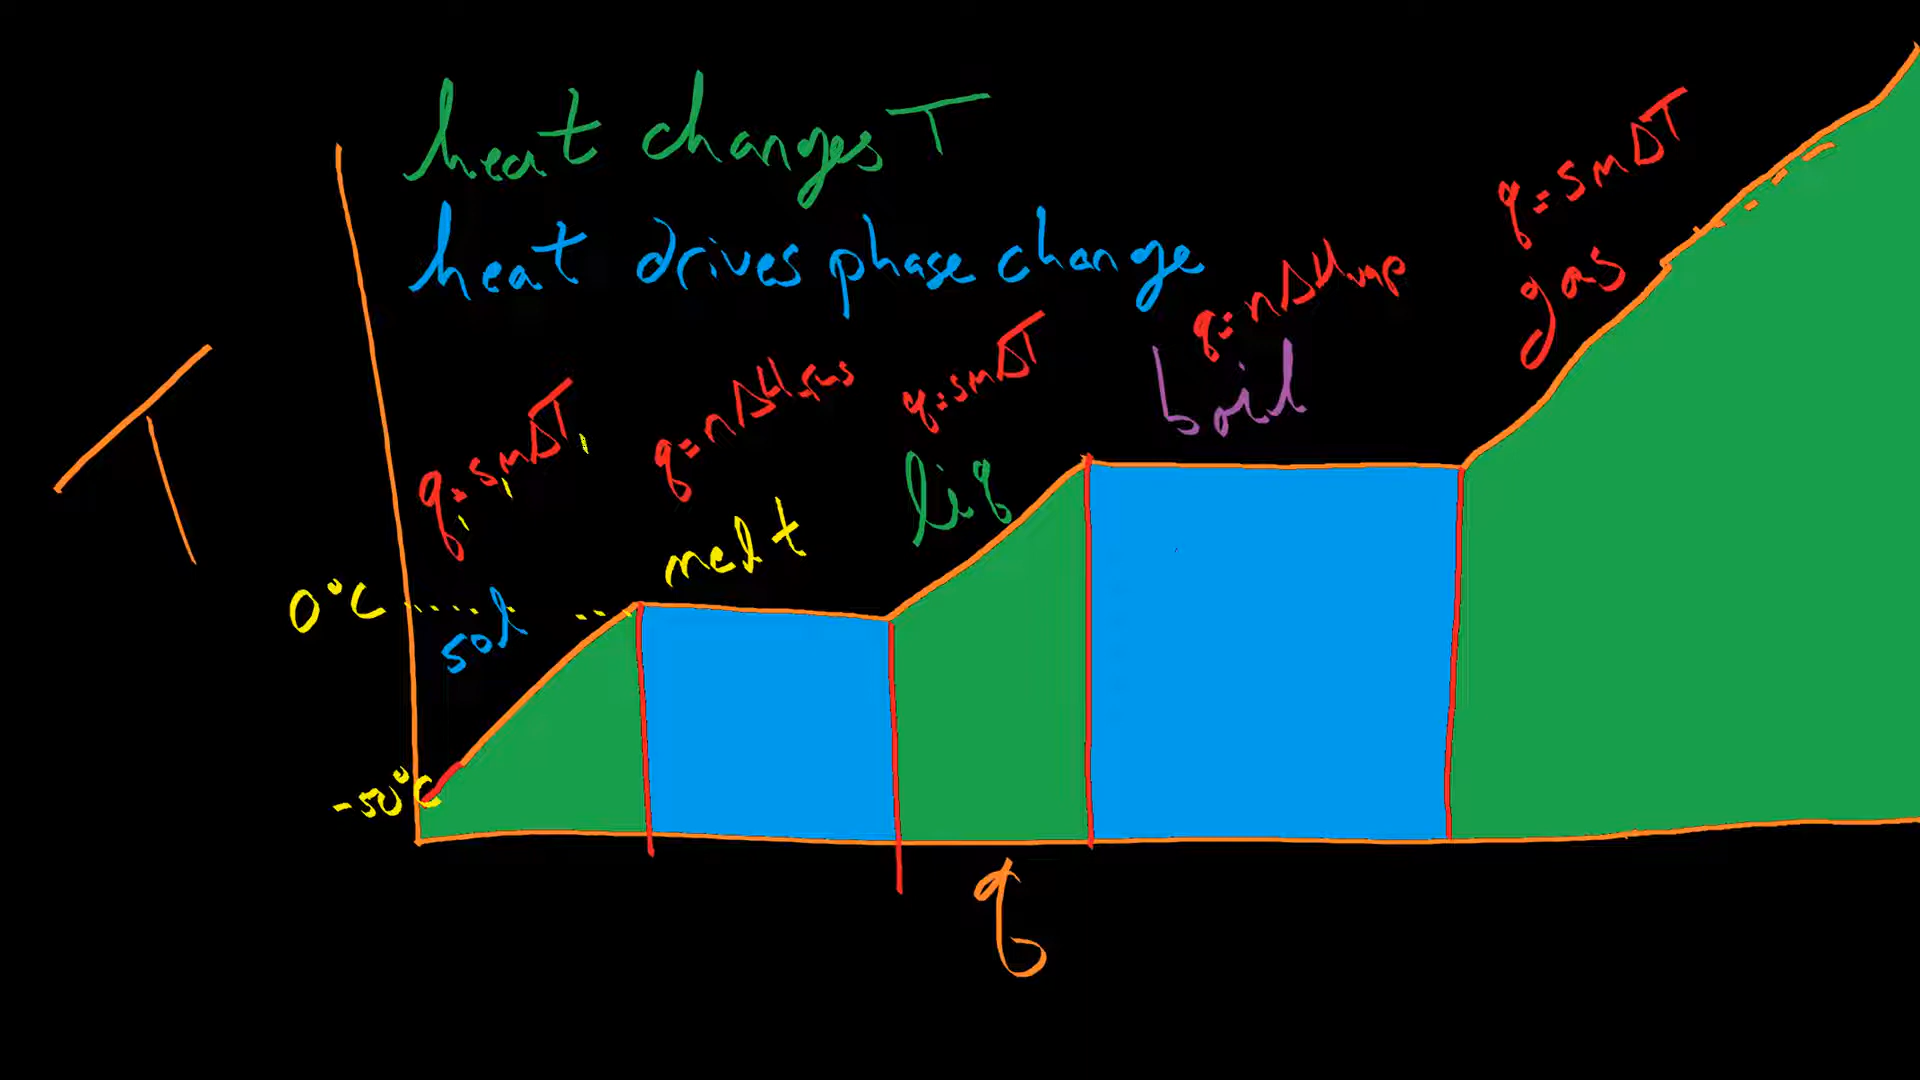 heat changes T
heat drives phase change
q=smΔT
gas
q=nΔHvap
boil
q=smΔT
liq
q=nΔHfus
melt
q=smΔT
sol
T
0°C
-50°C
q